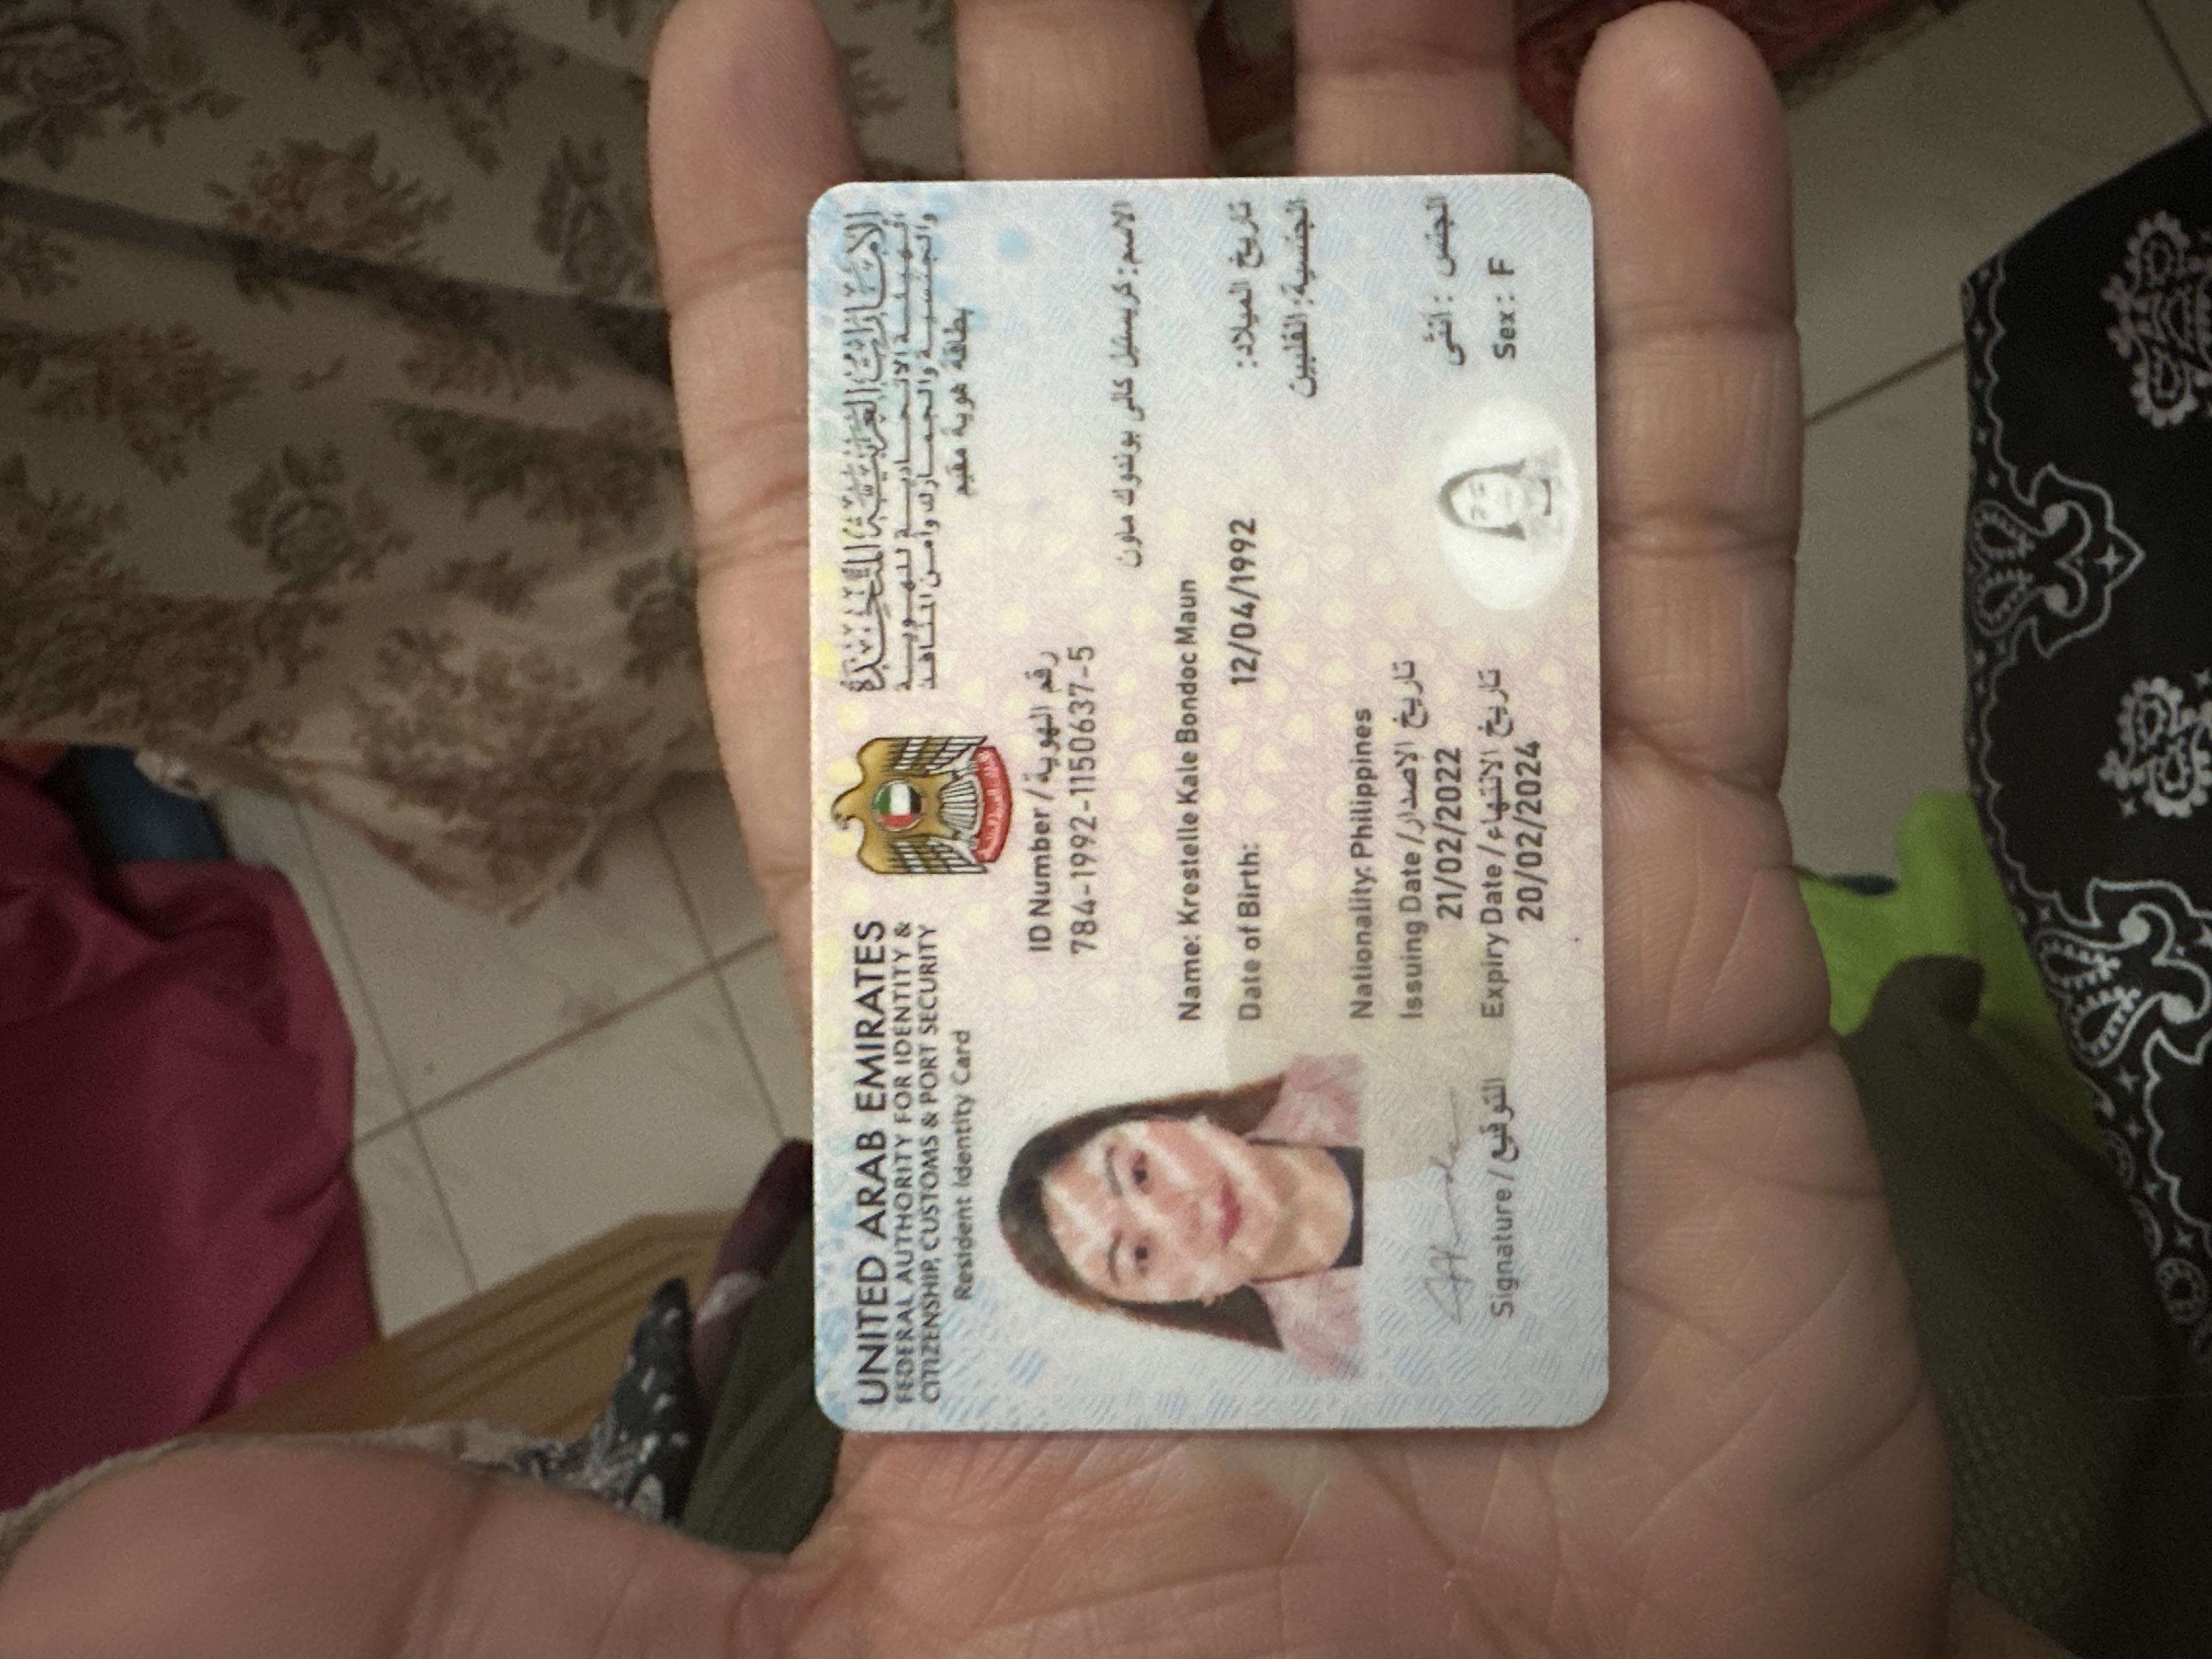 UNITED ARAB EMIRATES
FEDERAL AUTHORITY FOR IDENTITY &
CITIZENSHIP, CUSTOMS & PORT SECURITY
Resident Identity Card
الإمارات العربية المتحدة
الهيئة الاتحادية للهوية
والجنسية والجمارك وأمن المنافذ
بطاقة هوية مقيم
ID Number / رقم الهوية
784-1992-1150637-5
الاسم: كريستيل كالى بوندوك ماون
Name: Krestelle Kale Bondoc Maun
Date of Birth: 12/04/1992 تاريخ الميلاد:
الجنسية: الفلبين
Nationality: Philippines
Issuing Date / تاريخ الاصدار
21/02/2022
الجنس : أنثى
Expiry Date / تاريخ الانتهاء
20/02/2024
Sex: F
Signature / التوقيع